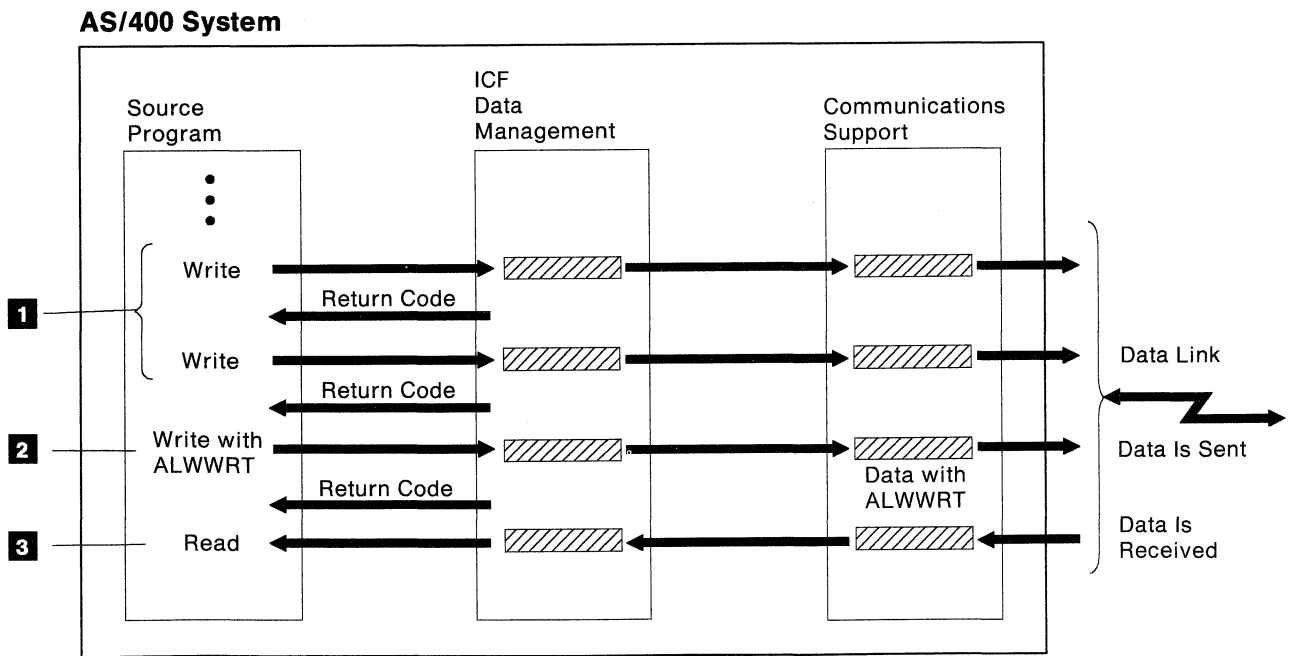 AS/400 System
Source
Program
ICF
Data
Management
Communications
Support
Write
Return Code
1
Write
Data Link
Return Code
2
Write with
ALWWRT
Data Is Sent
Data with
ALWWRT
Return Code
3
Read
Data Is
Received